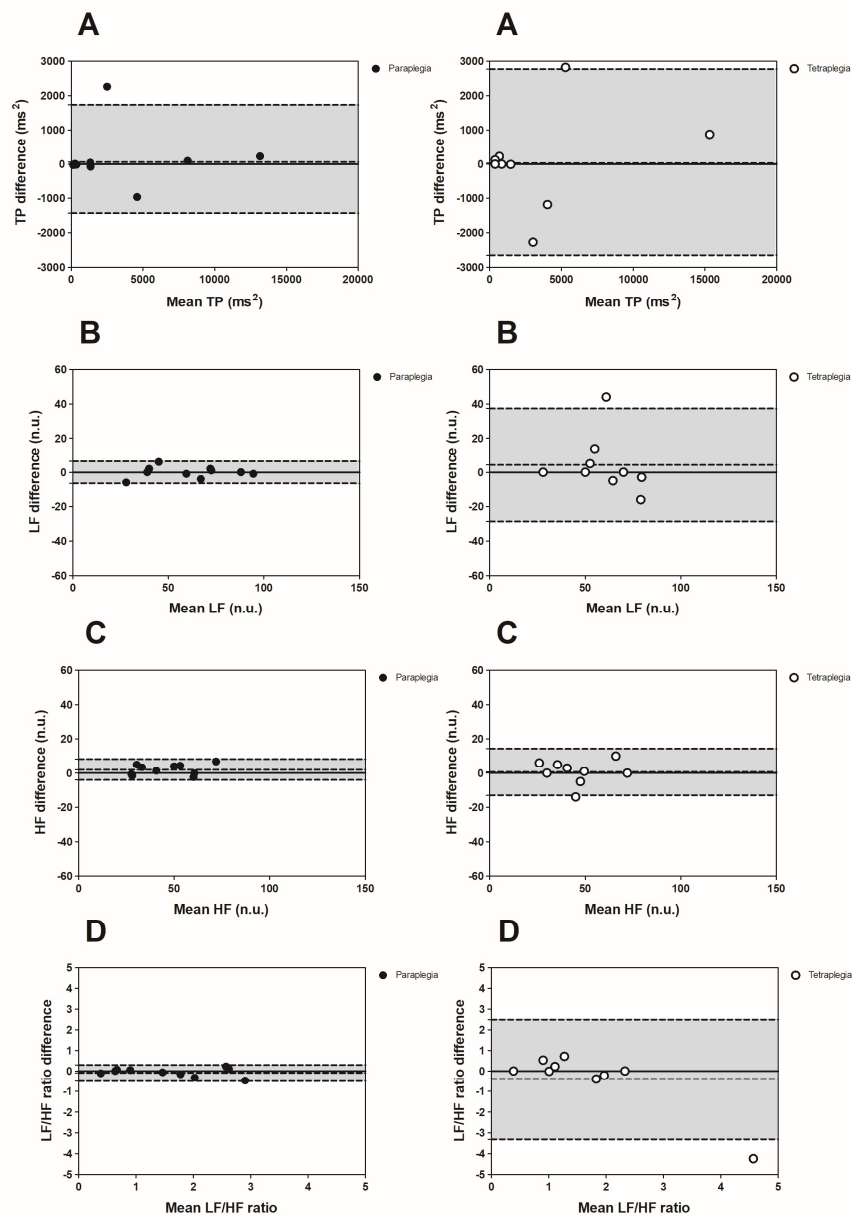 A
3000
2000
1000
0
-1000
-2000
-3000
TP difference (ms²)
0 5000 10000 15000 20000
Mean TP (ms²)
Paraplegia
A
3000
2000
1000
0
-1000
-2000
-3000
TP difference (ms²)
0 5000 10000 15000 20000
Mean TP (ms²)
Tetraplegia
B
60
40
20
0
-20
-40
-60
LF difference (n.u.)
0 50 100 150
Mean LF (n.u.)
Paraplegia
60
40
20
0
-20
-40
-60
LF difference (n.u.)
0 50 100 150
Mean LF (n.u.)
Tetraplegia
C
60
40
20
0
-20
-40
-60
HF difference (n.u.)
0 50 100 150
Mean HF (n.u.)
Paraplegia
C
60
40
20
0
-20
-40
-60
HF difference (n.u.)
0 50 100 150
Mean HF (n.u.)
Tetraplegia
D
5
4
3
2
1
0
-1
-2
-3
-4
-5
LF/HF ratio difference
0 1 2 3 4 5
Mean LF/HF ratio
Paraplegia
D
5
4
3
2
1
0
-1
-2
-3
-4
-5
LF/HF ratio difference
0 1 2 3 4 5
Mean LF/HF ratio
Tetraplegia